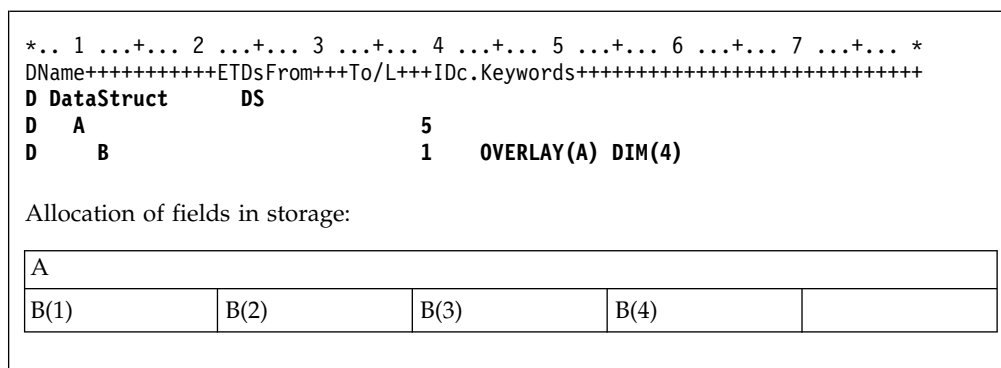 *.. 1 ...+... 2 ...+... 3 ...+... 4 ...+... 5 ...+... 6 ...+... 7 ...+... *
DName+++++++++++ETDsFrom+++To/L+++IDc.Keywords+++++++++++++++++++++++++++++
D DataStruct      DS
D   A                            5
D     B                          1    OVERLAY(A) DIM(4)
Allocation of fields in storage:
A
B(1) B(2) B(3) B(4)